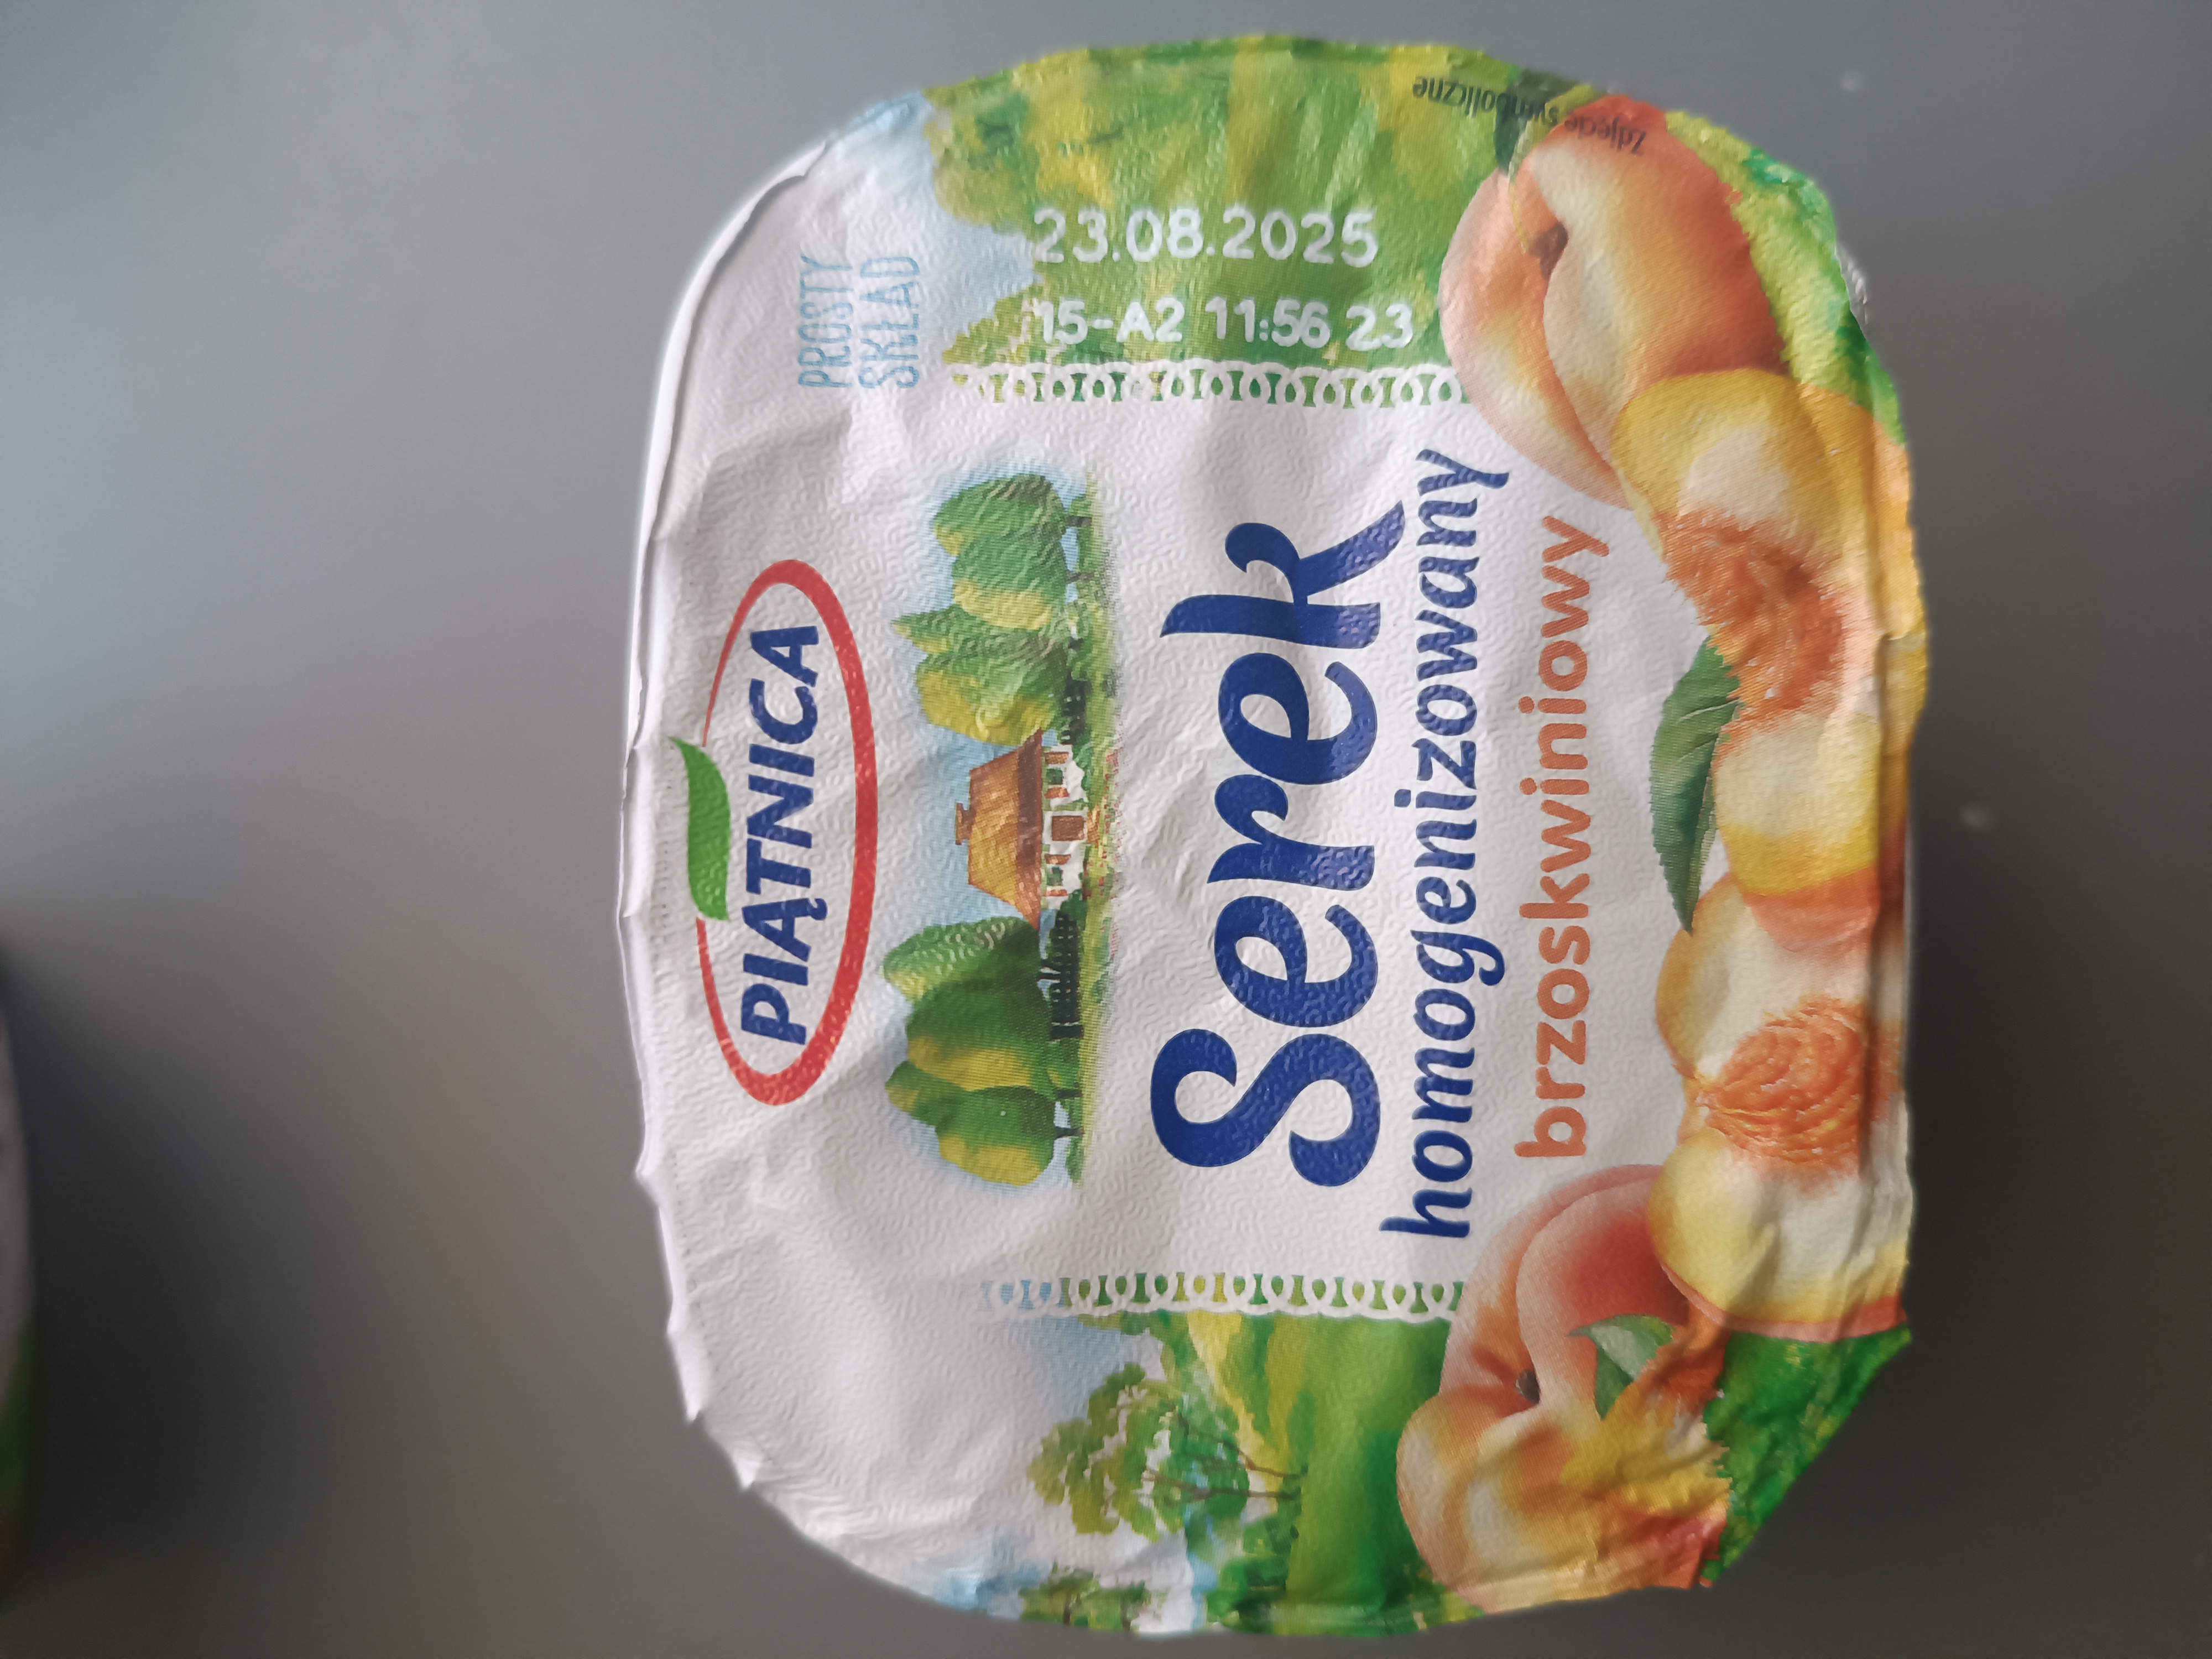 PIĄTNICA
PROSTY
SKŁAD
Serek
homogenizowany
brzoskwiniowy
23.08.2025
15-A2 11:56 23
Zdjęcie symboliczne